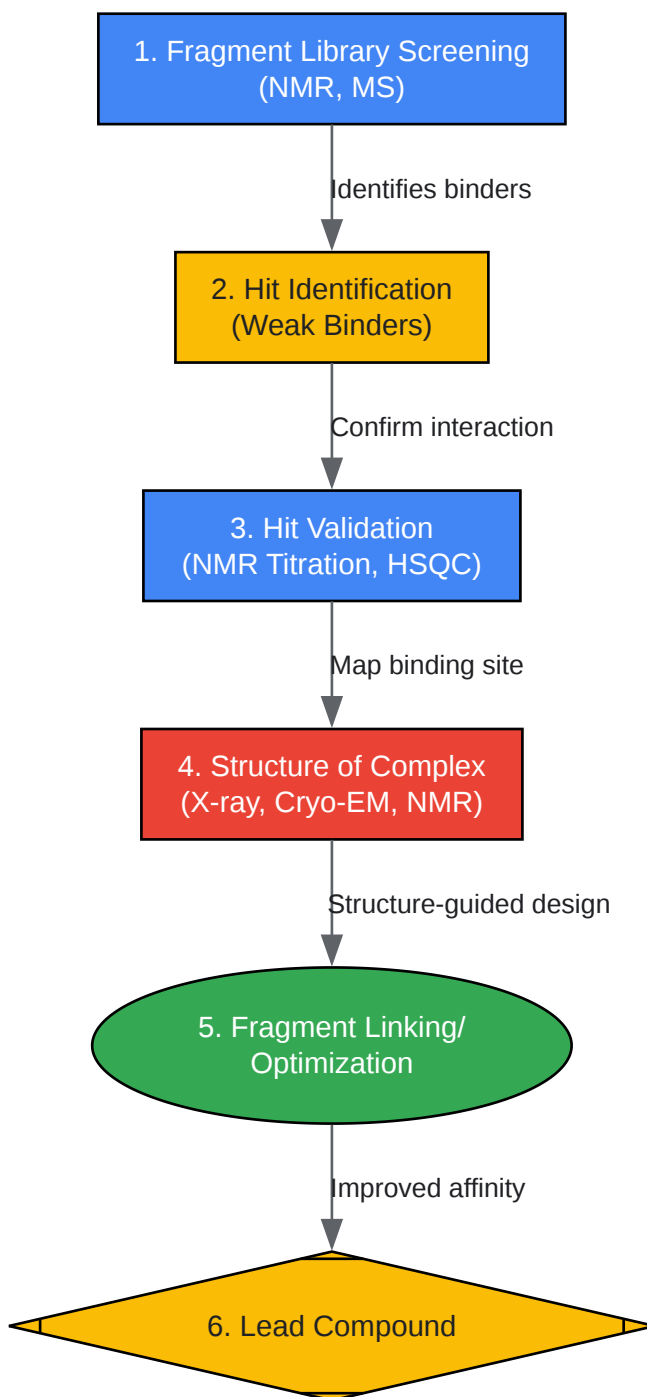 1. Fragment Library Screening
(NMR, MS)
Identifies binders
2. Hit Identification
(Weak Binders)
Confirm interaction
3. Hit Validation
(NMR Titration, HSQC)
Map binding site
4. Structure of Complex
(X-ray, Cryo-EM, NMR)
Structure-guided design
5. Fragment Linking/
Optimization
Improved affinity
6. Lead Compound